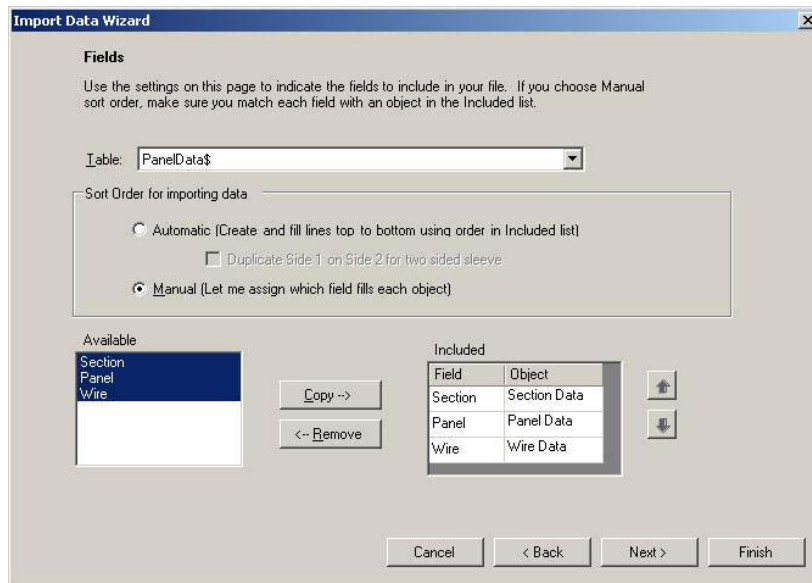 Import Data Wizard
Fields
Use the settings on this page to indicate the fields to include in your file. If you choose Manual
sort order, make sure you match each field with an object in the Included list.
Table: PanelData$
Sort Order for importing data
Automatic (Create and fill lines top to bottom using order in Included list)
Duplicate Side 1 on Side 2 for two sided sleeve
Manual (Let me assign which field fills each object)
Available
Section
Panel
Wire
Copy -->
<-- Remove
Included
Field Object
Section Section Data
Panel Panel Data
Wire Wire Data
Cancel < Back Next > Finish